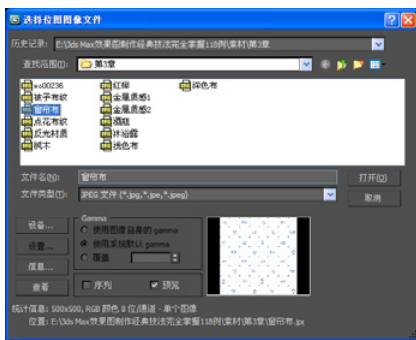 选择位图图像文件
历史记录: E:\3ds Max效果图制作经典技法完全掌握118例\素材\第3章
查找范围(I): 第3章
wo00236 红檀 深色布
被子布纹 金属质感1
窗帘布 金属质感2
点花布纹 酒瓶
反光材质 沐浴露
枫木 浅色布
文件名(N): 窗帘布 打开(O)
文件类型(T): JPEG 文件 (*.jpg,*.jpe,*.jpeg) 取消
Gamma
设备... 使用图像自身的 gamma
设置... 使用系统默认 gamma
覆盖
信息...
查看 序列 预览
统计信息: 500x500, RGB 颜色 8 位/通道 - 单个图像
位置: E:\3ds Max效果图制作经典技法完全掌握118例\素材\第3章\窗帘布.jpg